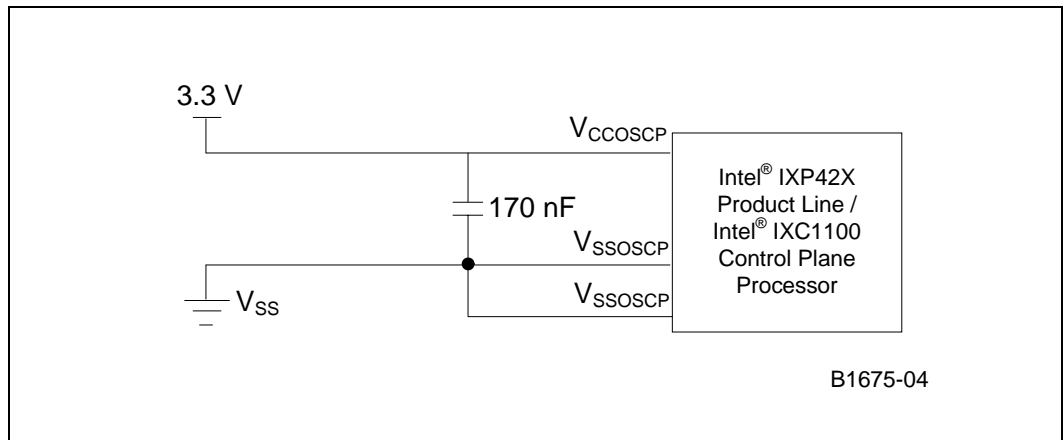 3.3 V
VCCOSCP
Intel® IXP42X
Product Line /
Intel® IXC1100
Control Plane
Processor
170 nF
VSSOSCP
VSS
VSSOSCP
B1675-04